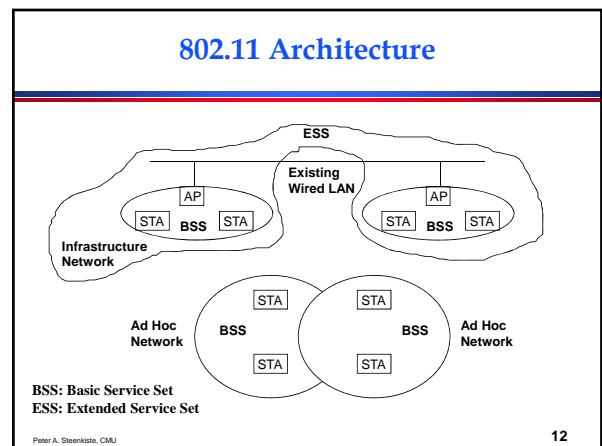 802.11 Architecture
ESS
Existing
Wired LAN
AP
AP
STA
BSS
STA
STA
BSS
STA
Infrastructure
Network
STA
STA
Ad Hoc
Network
BSS
BSS
Ad Hoc
Network
STA
STA
BSS: Basic Service Set
ESS: Extended Service Set
Peter A. Steenkiste, CMU
12